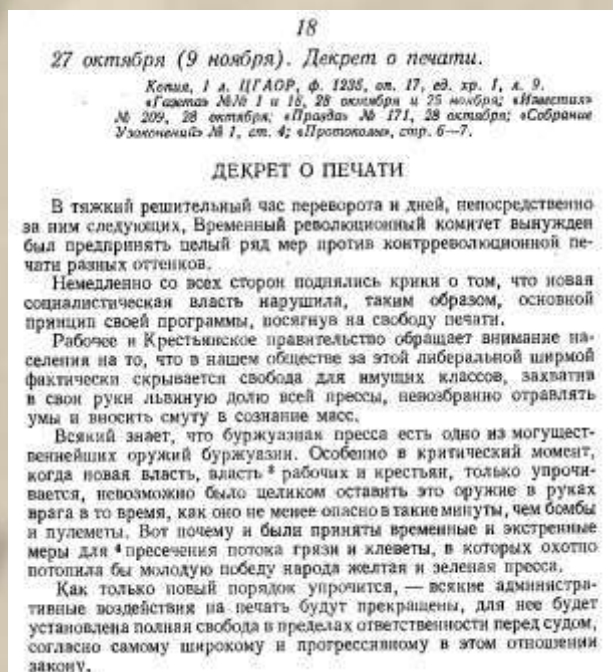 18
27 октября (9 ноября). Декрет о печати.
Копия, 1 л. ЦГАОР, ф. 1235, оп. 17, ед. хр. 1, л. 9.
«Газета» №№ 1 и 18, 28 октября и 25 ноября; «Известия»
№ 209, 28 октября; «Правда» № 171, 28 октября; «Собрание
Узаконений» № 1, ст. 4; «Протоколы», стр. 6—7.
ДЕКРЕТ О ПЕЧАТИ
В тяжкий решительный час переворота и дней, непосредственно
за ним следующих, Временный революционный комитет вынужден
был предпринять целый ряд мер против контрреволюционной пе-
чати разных оттенков.
Немедленно со всех сторон поднялись крики о том, что новая
социалистическая власть нарушила, таким образом, основной
принцип своей программы, посягнув на свободу печати.
Рабочее и Крестьянское правительство обращает внимание на-
селения на то, что в нашем обществе за этой либеральной ширмой
фактически скрывается свобода для имущих классов, захватив
в свои руки львиную долю всей прессы, невозбранно отравлять
умы и вносить смуту в сознание масс.
Всякий знает, что буржуазная пресса есть одно из могущест-
веннейших оружий буржуазии. Особенно в критический момент,
когда новая власть, власть ³ рабочих и крестьян, только упрочи-
вается, невозможно было целиком оставить это оружие в руках
врага в то время, как оно не менее опасно в такие минуты, чем бомбы
и пулеметы. Вот почему и были приняты временные и экстренные
меры для ⁴ пресечения потока грязи и клеветы, в которых охотно
потопила бы молодую победу народа желтая и зеленая пресса.
Как только новый порядок упрочится, — всякие администра-
тивные воздействия на печать будут прекращены, для нее будет
установлена полная свобода в пределах ответственности перед судом,
согласно самому широкому и прогрессивному в этом отношении
закону.